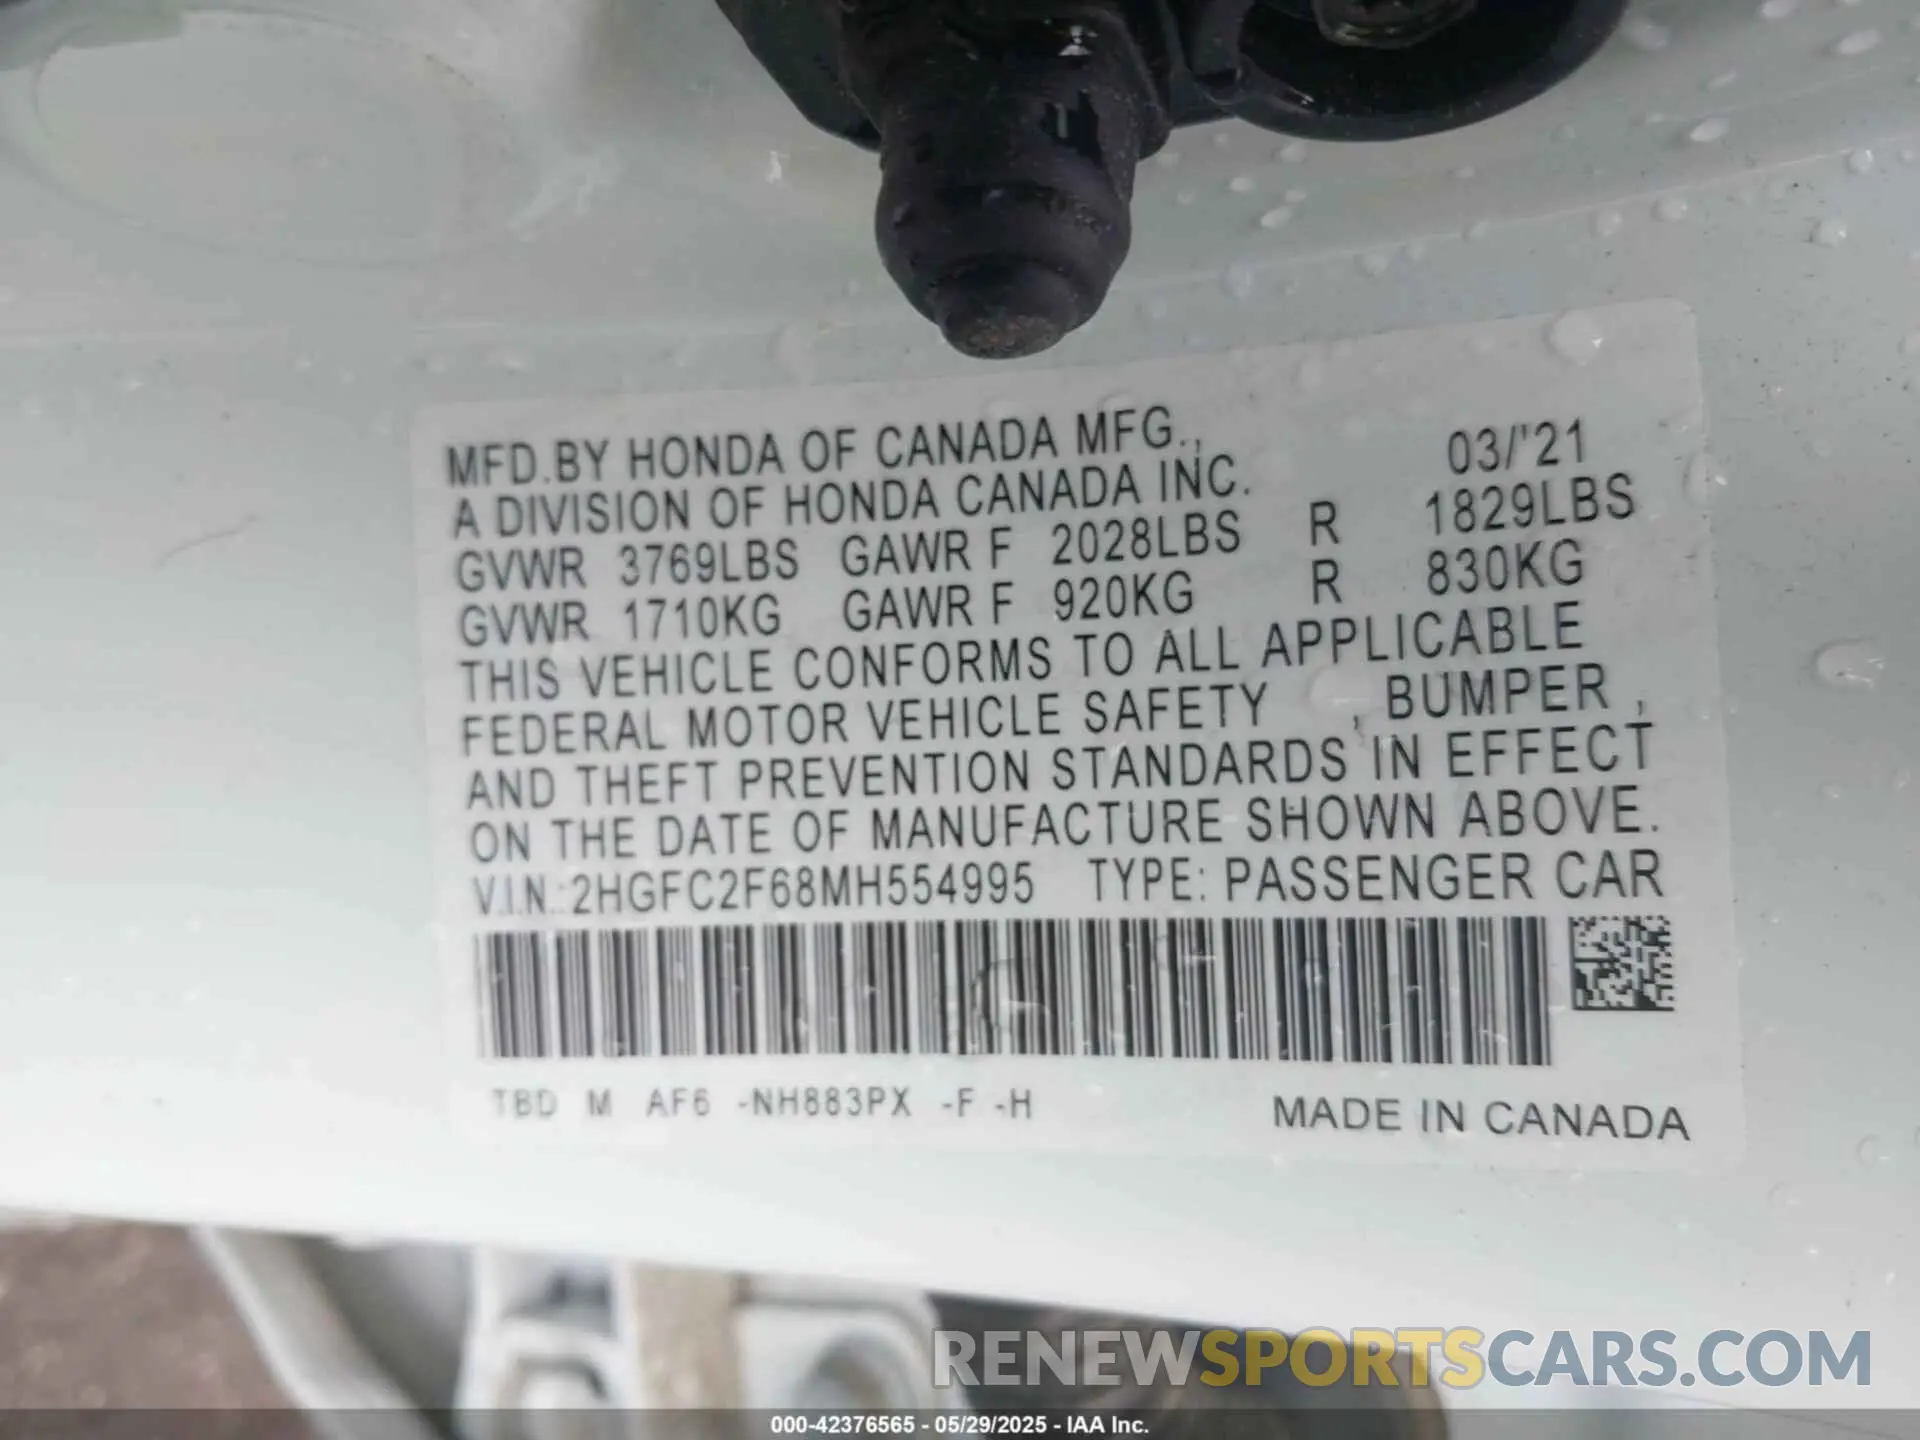 MFD.BY HONDA OF CANADA MFG., 03/'21
A DIVISION OF HONDA CANADA INC.
GVWR 3769LBS GAWR F 2028LBS R 1829LBS
GVWR 1710KG GAWR F 920KG R 830KG
THIS VEHICLE CONFORMS TO ALL APPLICABLE
FEDERAL MOTOR VEHICLE SAFETY , BUMPER ,
AND THEFT PREVENTION STANDARDS IN EFFECT
ON THE DATE OF MANUFACTURE SHOWN ABOVE.
V.I.N.:2HGFC2F68MH554995 TYPE: PASSENGER CAR
TBD M AF6 -NH883PX -F -H MADE IN CANADA
RENEWSPORTSCARS.COM
000-42376565 - 05/29/2025 - IAA Inc.